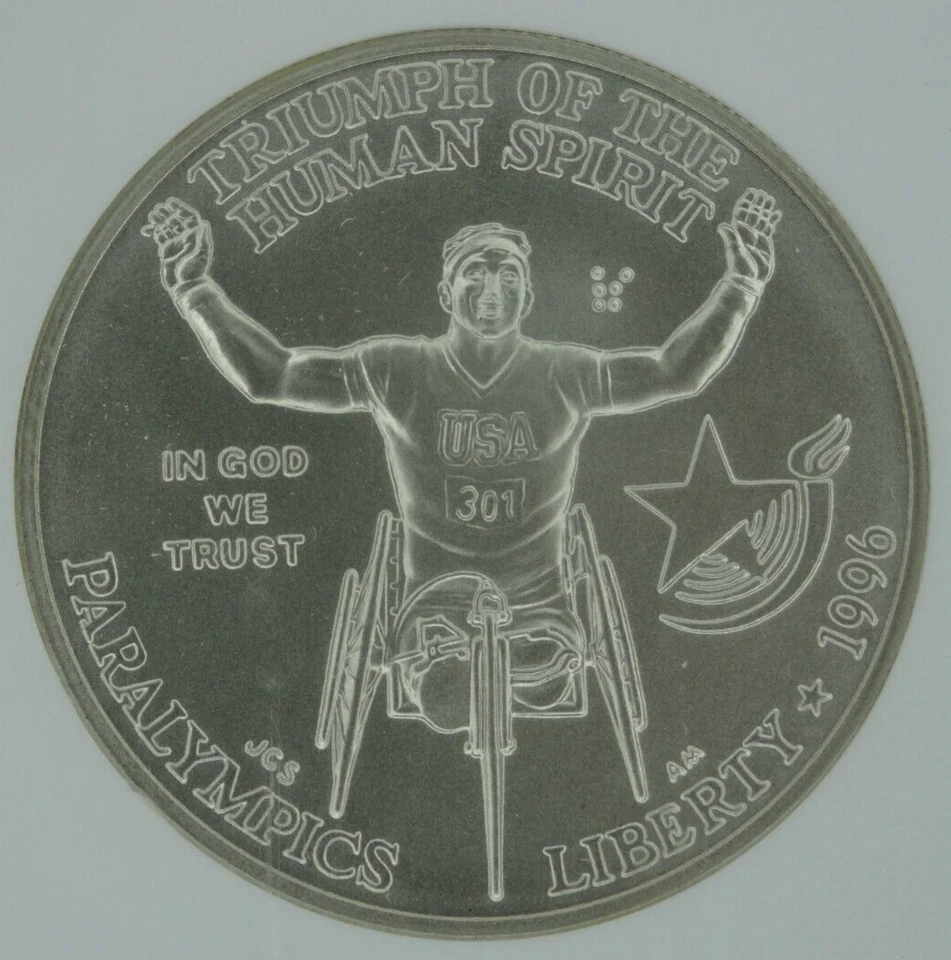 TRIUMPH OF THE
HUMAN SPIRIT
USA
301
IN GOD
WE
TRUST
JCS
AM
PARALYMPICS
LIBERTY ★ 1996